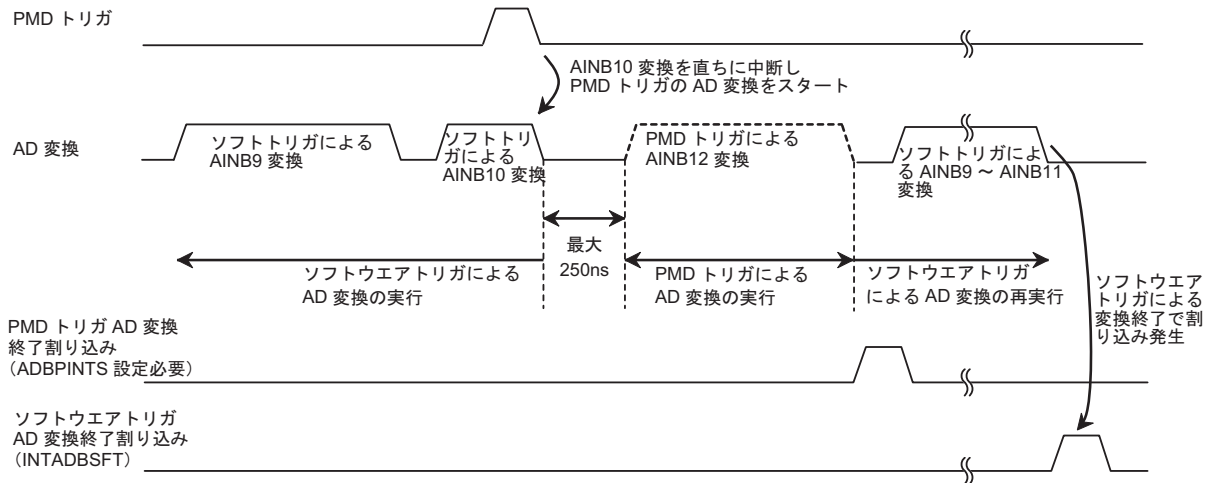 PMD トリガ
AINB10 変換を直ちに中断し
PMD トリガの AD 変換をスタート
AD 変換
ソフトトリガによる
AINB9 変換
ソフトトリ
ガによる
AINB10 変換
PMD トリガによる
AINB12 変換
ソフトトリガによ
る AINB9 ～ AINB11
変換
最大
250ns
ソフトウエアトリガによる
AD 変換の実行
PMD トリガによる
AD 変換の実行
ソフトウエアトリガ
による AD 変換の再実行
ソフトウエア
トリガによる
変換終了で割
り込み発生
PMD トリガ AD 変換
終了割り込み
（ADBPINTS 設定必要）
ソフトウエアトリガ
AD 変換終了割り込み
（INTADBSFT）